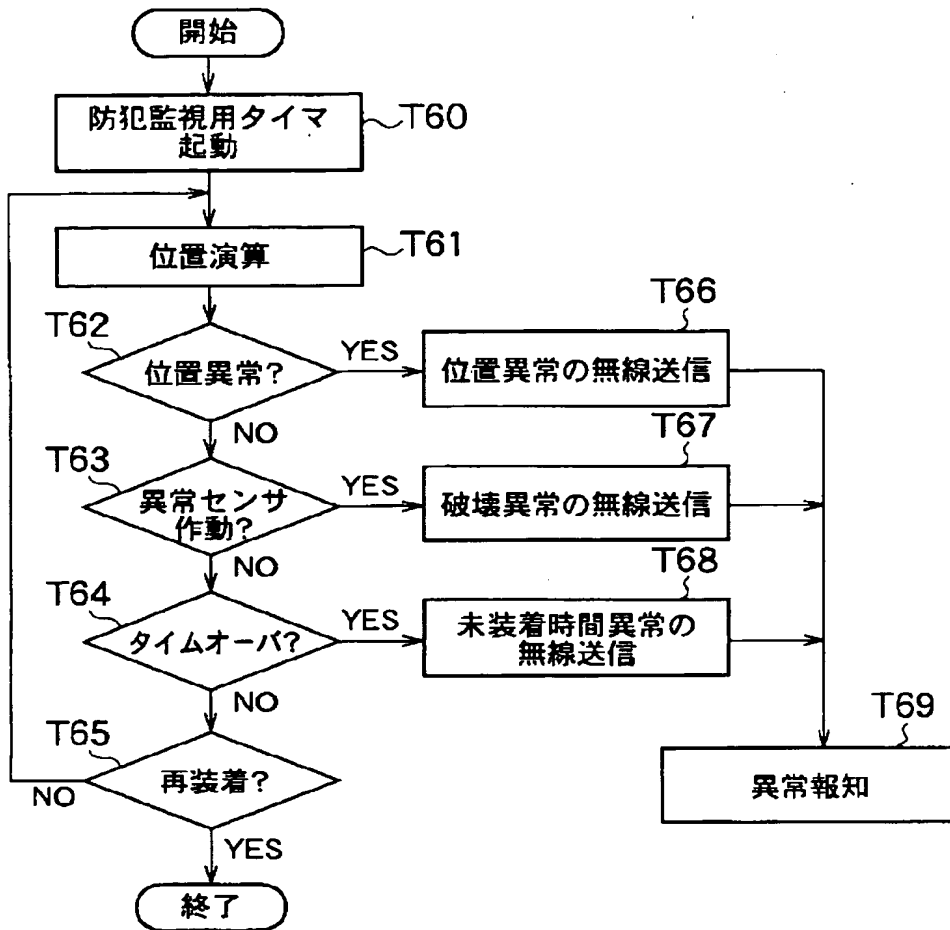 開始
防犯監視用タイマ
起動
T60
位置演算
T61
T62
位置異常?
YES
T66
位置異常の無線送信
NO
T63
異常センサ
作動?
YES
T67
破壊異常の無線送信
NO
T64
タイムオーバ?
YES
T68
未装着時間異常の
無線送信
NO
T65
再装着?
NO
T69
異常報知
YES
終了